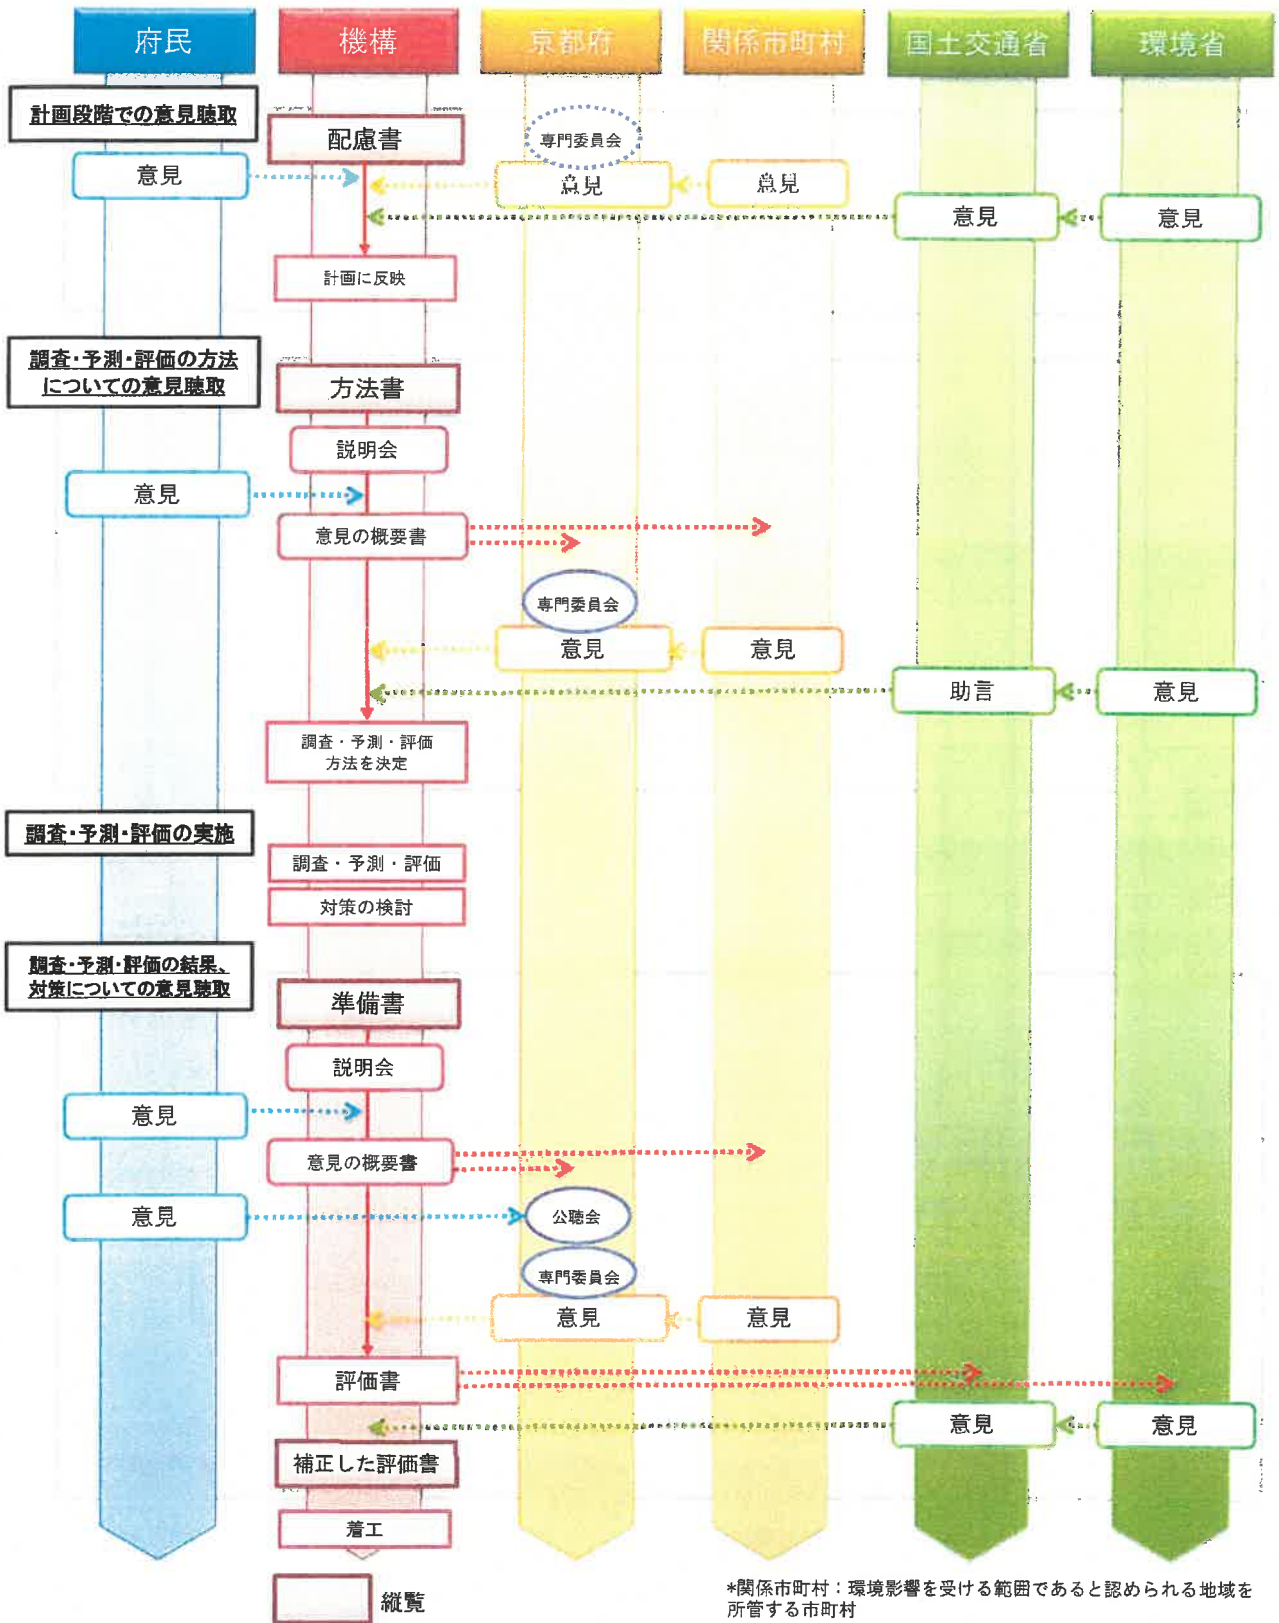 府民
機構
京都府
関係市町村
国土交通省
環境省
計画段階での意見聴取
配慮書
専門委員会
意見
意見
意見
意見
意見
計画に反映
調査・予測・評価の方法
についての意見聴取
方法書
説明会
意見
意見の概要書
専門委員会
意見
意見
助言
意見
調査・予測・評価
方法を決定
調査・予測・評価の実施
調査・予測・評価
対策の検討
調査・予測・評価の結果、
対策についての意見聴取
準備書
説明会
意見
意見の概要書
意見
公聴会
専門委員会
意見
意見
評価書
意見
意見
補正した評価書
着工
縦覧
*関係市町村：環境影響を受ける範囲であると認められる地域を
所管する市町村